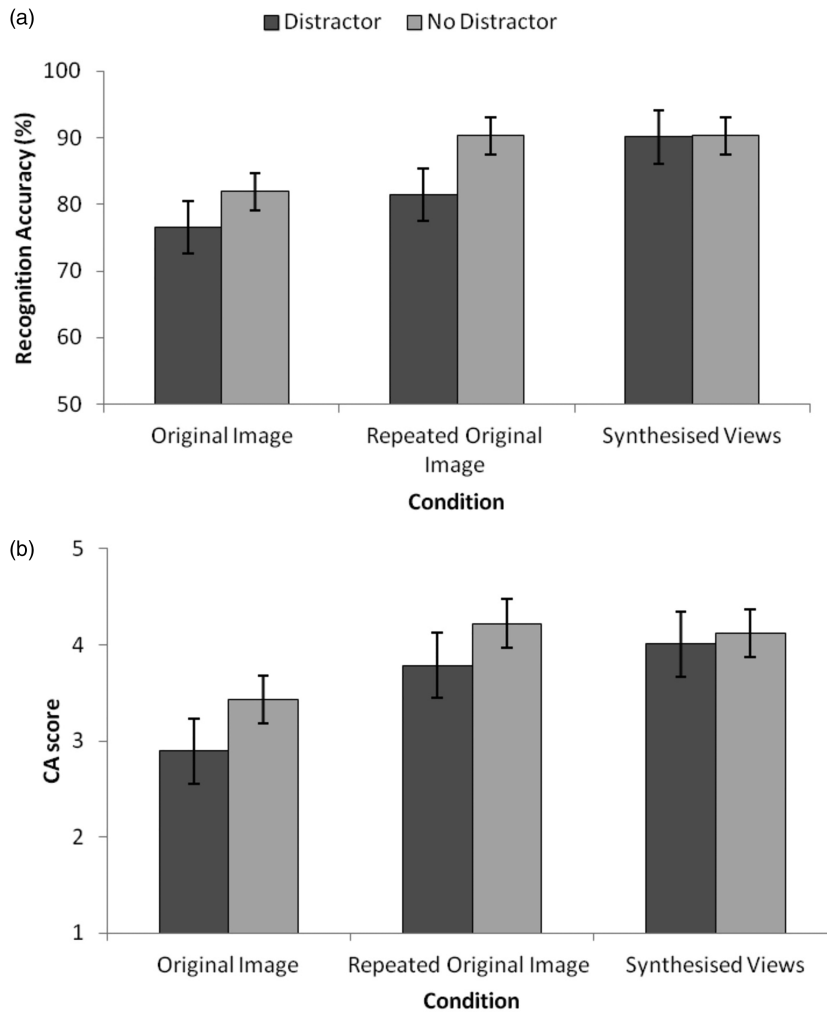 (a)
Distractor No Distractor
100
90
80
70
60
50
Recognition Accuracy (%)
Original Image
Repeated Original
Image
Synthesised Views
Condition
(b)
5
4
3
2
1
CA score
Original Image
Repeated Original Image
Synthesised Views
Condition